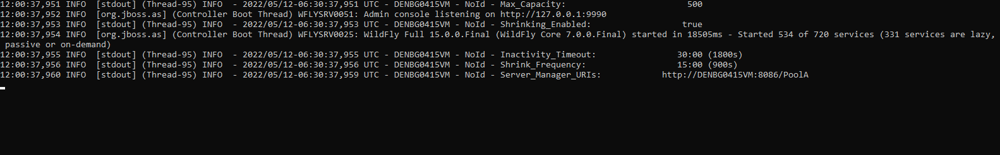 12:00:37,951 INFO  [stdout] (Thread-95) INFO  - 2022/05/12-06:30:37,951 UTC - DENBG0415VM - NoId - Max_Capacity:                        500
12:00:37,952 INFO  [org.jboss.as] (Controller Boot Thread) WFLYSRV0051: Admin console listening on http://127.0.0.1:9990
12:00:37,953 INFO  [stdout] (Thread-95) INFO  - 2022/05/12-06:30:37,953 UTC - DENBG0415VM - NoId - Shrinking_Enabled:                  true
12:00:37,954 INFO  [org.jboss.as] (Controller Boot Thread) WFLYSRV0025: WildFly Full 15.0.0.Final (WildFly Core 7.0.0.Final) started in 18505ms - Started 534 of 720 services (331 services are lazy,
 passive or on-demand)
12:00:37,955 INFO  [stdout] (Thread-95) INFO  - 2022/05/12-06:30:37,955 UTC - DENBG0415VM - NoId - Inactivity_Timeout:                30:00 (1800s)
12:00:37,956 INFO  [stdout] (Thread-95) INFO  - 2022/05/12-06:30:37,956 UTC - DENBG0415VM - NoId - Shrink_Frequency:                  15:00 (900s)
12:00:37,960 INFO  [stdout] (Thread-95) INFO  - 2022/05/12-06:30:37,959 UTC - DENBG0415VM - NoId - Server_Manager_URIs:            http://DENBG0415VM:8086/PoolA